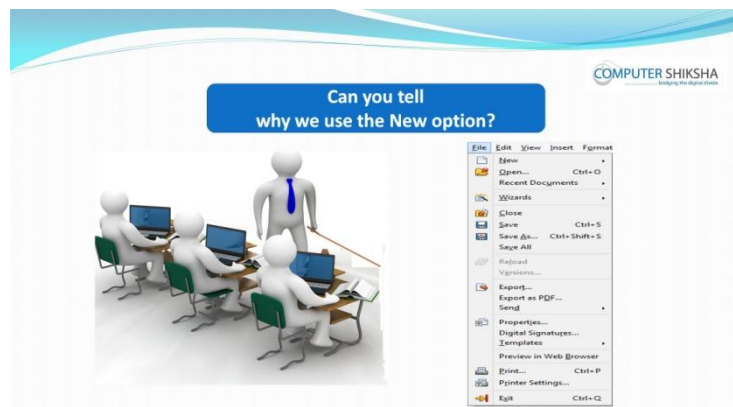 COMPUTER SHIKSHA
bridging the digital divide
Can you tell
why we use the New option?
File Edit View Insert Format
New
Open... Ctrl+O
Recent Documents
Wizards
Close
Save Ctrl+S
Save As... Ctrl+Shift+S
Save All
Reload
Versions...
Export...
Export as PDF...
Send
Properties...
Digital Signatures...
Templates
Preview in Web Browser
Print... Ctrl+P
Printer Settings...
Exit Ctrl+Q